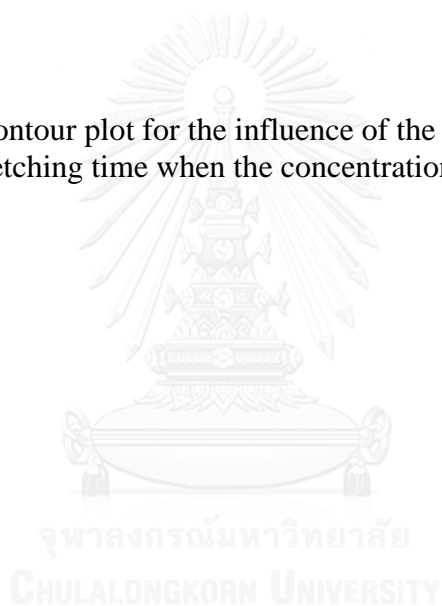 ontour plot for the influence of the
etching time when the concentration
จุฬาลงกรณ์มหาวิทยาลัย
CHULALONGKORN UNIVERSITY